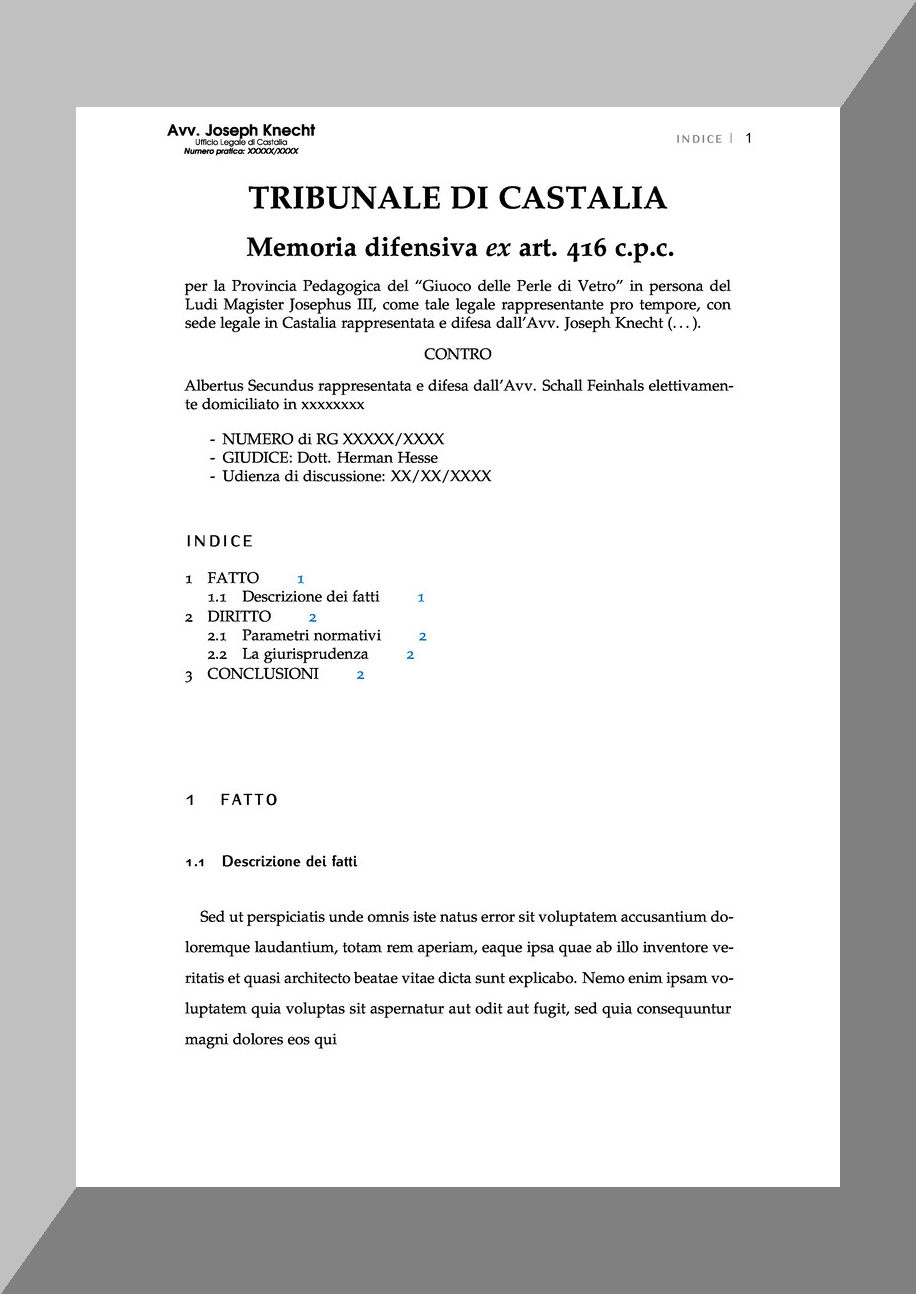 Avv. Joseph Knecht
Ufficio Legale di Castalia
Numero pratica: XXXXX/XXXX
INDICE | 1
TRIBUNALE DI CASTALIA
Memoria difensiva ex art. 416 c.p.c.
per la Provincia Pedagogica del “Giuoco delle Perle di Vetro” in persona del
Ludi Magister Josephus III, come tale legale rappresentante pro tempore, con
sede legale in Castalia rappresentata e difesa dall’Avv. Joseph Knecht (...).
CONTRO
Albertus Secundus rappresentata e difesa dall’Avv. Schall Feinhals elettivamen-
te domiciliato in xxxxxxxx
- NUMERO di RG XXXXX/XXXX
- GIUDICE: Dott. Herman Hesse
- Udienza di discussione: XX/XX/XXXX
INDICE
1 FATTO 1
1.1 Descrizione dei fatti 1
2 DIRITTO 2
2.1 Parametri normativi 2
2.2 La giurisprudenza 2
3 CONCLUSIONI 2
1 FATTO
1.1 Descrizione dei fatti
Sed ut perspiciatis unde omnis iste natus error sit voluptatem accusantium do-
loremque laudantium, totam rem aperiam, eaque ipsa quae ab illo inventore ve-
ritatis et quasi architecto beatae vitae dicta sunt explicabo. Nemo enim ipsam vo-
luptatem quia voluptas sit aspernatur aut odit aut fugit, sed quia consequuntur
magni dolores eos qui